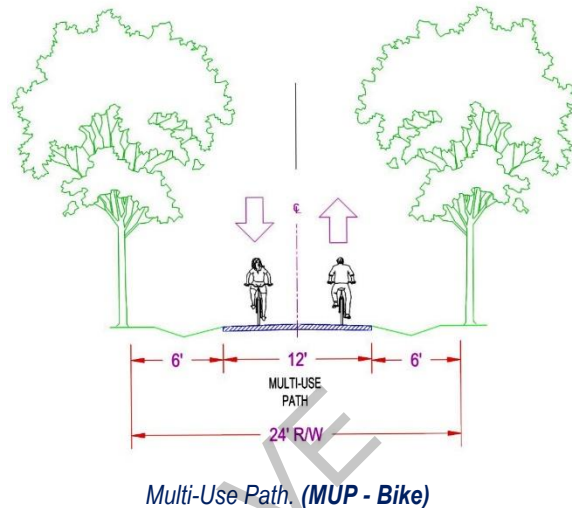 ℄
6'
12'
6'
MULTI-USE
PATH
24' R/W
Multi-Use Path. (MUP - Bike)